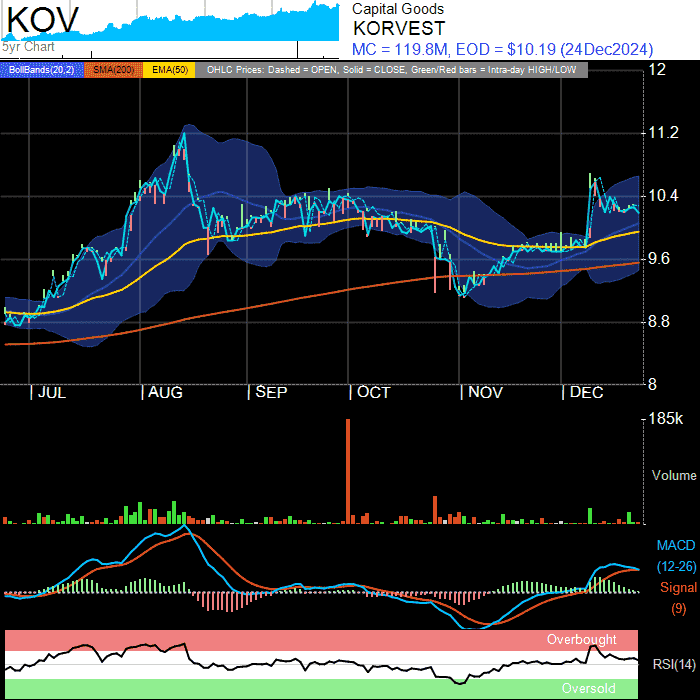 KOV
5yr Chart
Capital Goods
KORVEST
MC = 119.8M, EOD = $10.19 (24Dec2024)
BollBands(20,2) SMA(200) EMA(50) OHLC Prices: Dashed = OPEN, Solid = CLOSE, Green/Red bars = Intra-day HIGH/LOW
12
11.2
10.4
9.6
8.8
8
| JUL | AUG | SEP | OCT | NOV | DEC
185k
Volume
MACD
(12-26)
Signal
(9)
Overbought
RSI(14)
Oversold